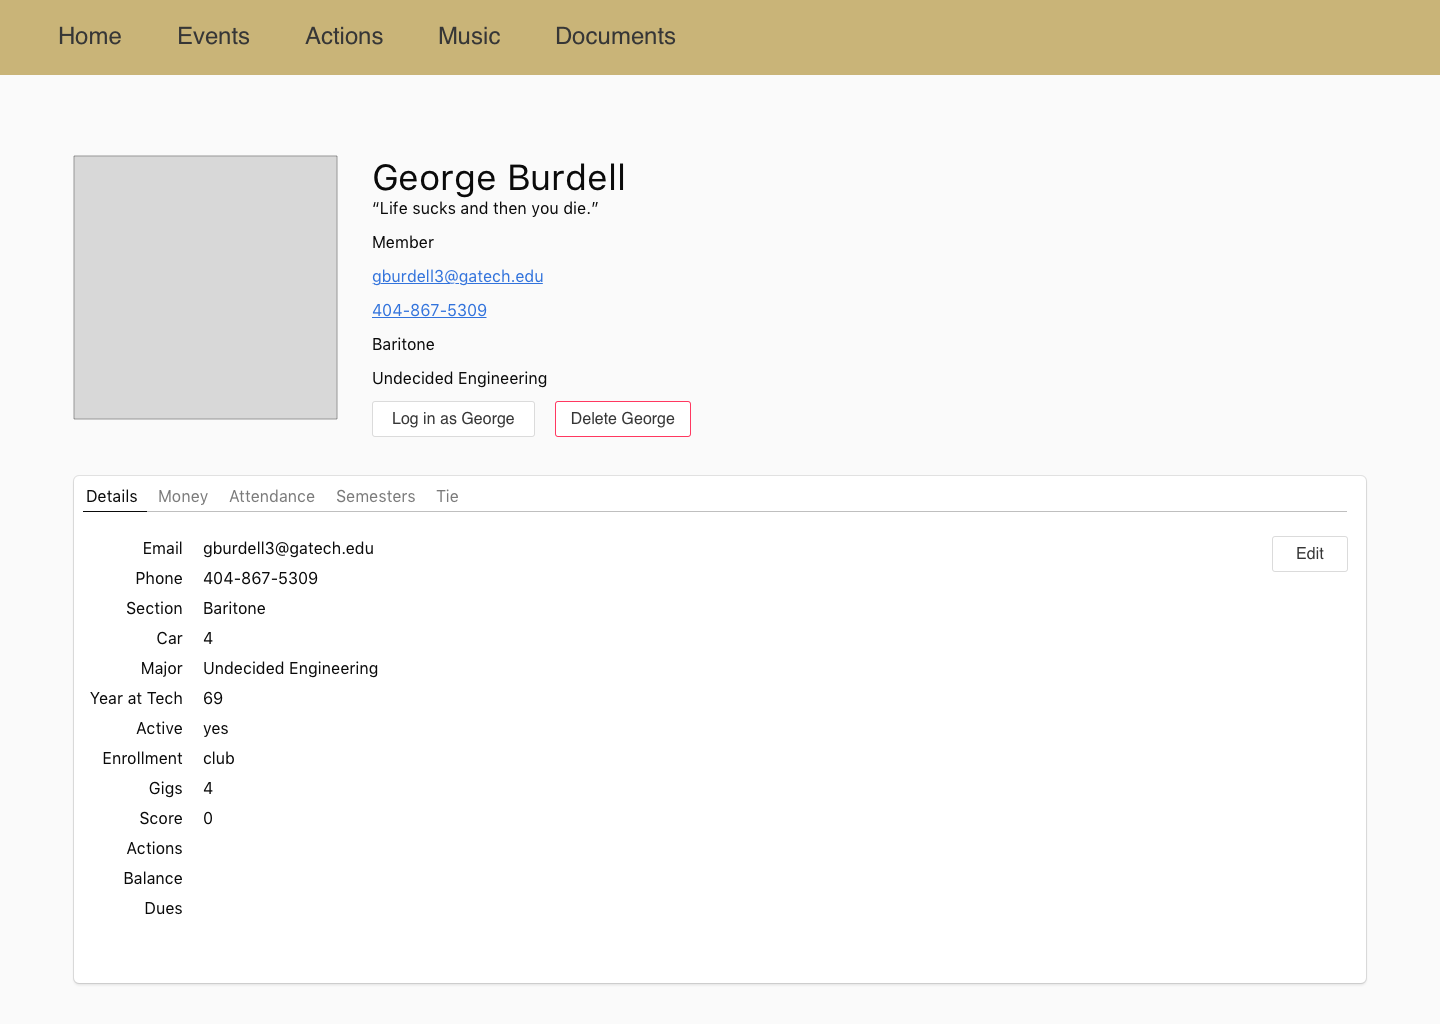 Home Events Actions Music Documents
George Burdell
“Life sucks and then you die.”
Member
gburdell3@gatech.edu
404-867-5309
Baritone
Undecided Engineering
Log in as George Delete George
Details Money Attendance Semesters Tie
Email gburdell3@gatech.edu Edit
Phone 404-867-5309
Section Baritone
Car 4
Major Undecided Engineering
Year at Tech 69
Active yes
Enrollment club
Gigs 4
Score 0
Actions
Balance
Dues